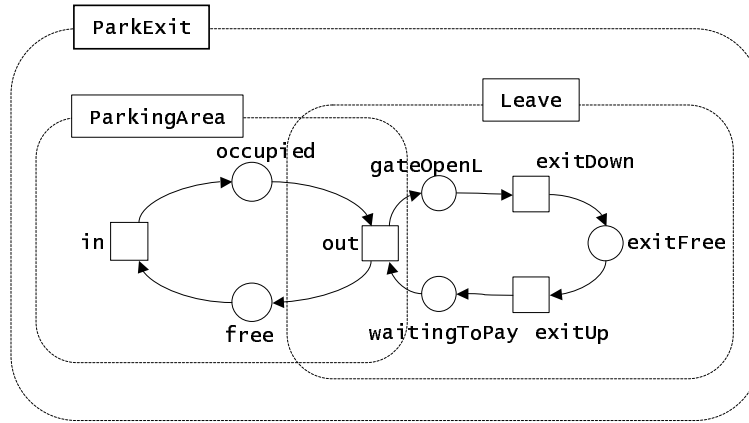 ParkExit
ParkingArea
Leave
occupied
gateOpenL
exitDown
in
out
exitFree
free
waitingToPay
exitUp